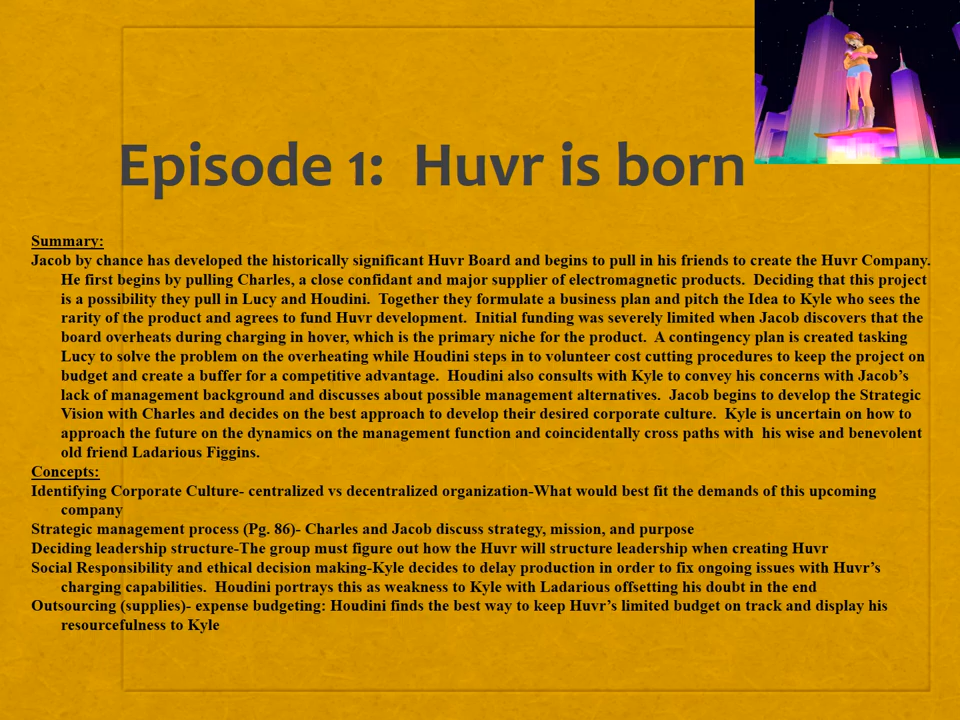 Episode 1:  Huvr is born
Summary:
Jacob by chance has developed the historically significant Huvr Board and begins to pull in his friends to create the Huvr Company.
He first begins by pulling Charles, a close confidant and major supplier of electromagnetic products.  Deciding that this project
is a possibility they pull in Lucy and Houdini.  Together they formulate a business plan and pitch the Idea to Kyle who sees the
rarity of the product and agrees to fund Huvr development.  Initial funding was severely limited when Jacob discovers that the
board overheats during charging in hover, which is the primary niche for the product.  A contingency plan is created tasking
Lucy to solve the problem on the overheating while Houdini steps in to volunteer cost cutting procedures to keep the project on
budget and create a buffer for a competitive advantage.  Houdini also consults with Kyle to convey his concerns with Jacob’s
lack of management background and discusses about possible management alternatives.  Jacob begins to develop the Strategic
Vision with Charles and decides on the best approach to develop their desired corporate culture.  Kyle is uncertain on how to
approach the future on the dynamics on the management function and coincidentally cross paths with  his wise and benevolent
old friend Ladarious Figgins.
Concepts:
Identifying Corporate Culture- centralized vs decentralized organization-What would best fit the demands of this upcoming
company
Strategic management process (Pg. 86)- Charles and Jacob discuss strategy, mission, and purpose
Deciding leadership structure-The group must figure out how the Huvr will structure leadership when creating Huvr
Social Responsibility and ethical decision making-Kyle decides to delay production in order to fix ongoing issues with Huvr’s
charging capabilities.  Houdini portrays this as weakness to Kyle with Ladarious offsetting his doubt in the end
Outsourcing (supplies)- expense budgeting: Houdini finds the best way to keep Huvr’s limited budget on track and display his
resourcefulness to Kyle